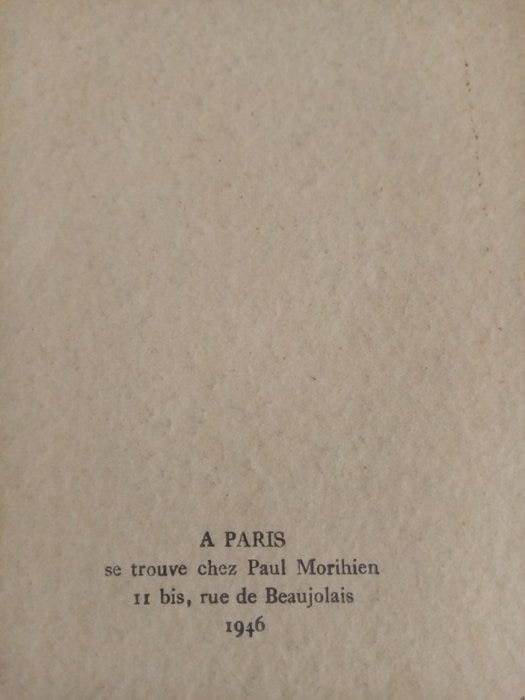 A PARIS
se trouve chez Paul Morihien
11 bis, rue de Beaujolais
1946